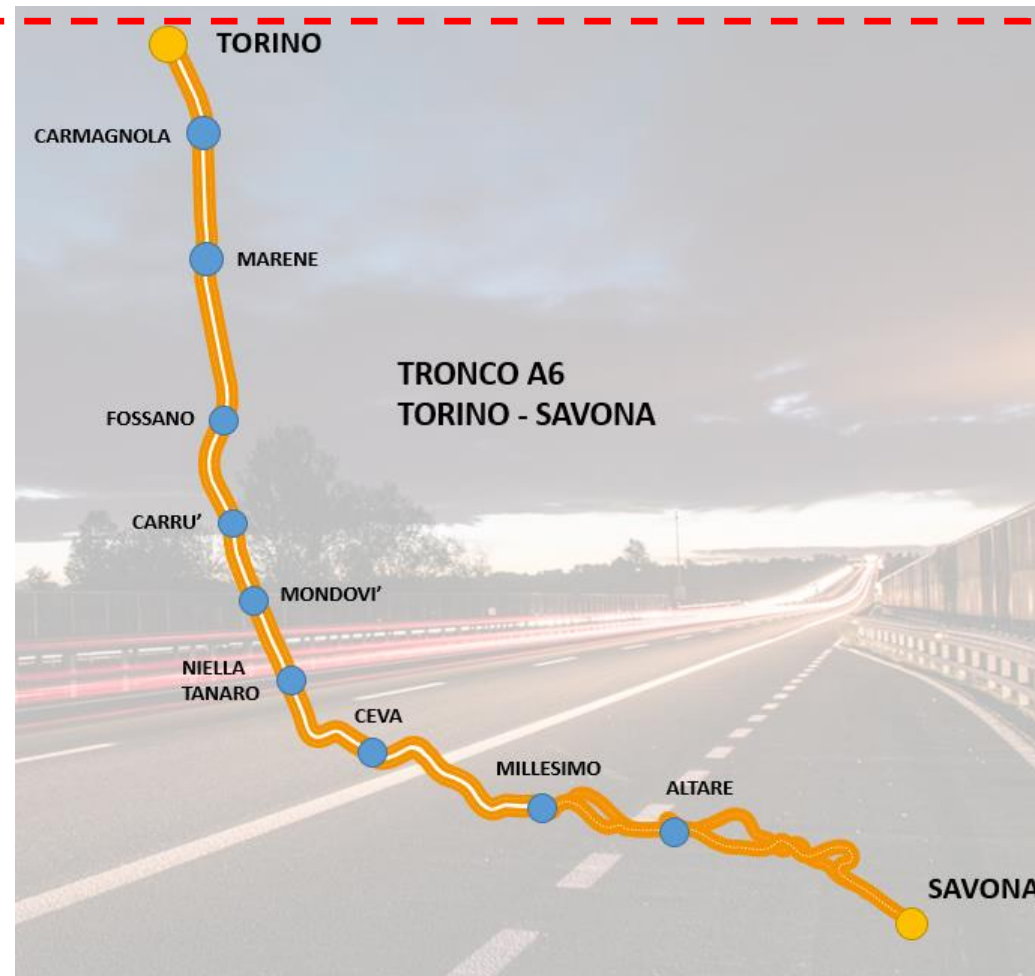 TORINO
CARMAGNOLA
MARENE
TRONCO A6
TORINO - SAVONA
FOSSANO
CARRU’
MONDOVI’
NIELLA
TANARO
CEVA
MILLESIMO
ALTARE
SAVONA